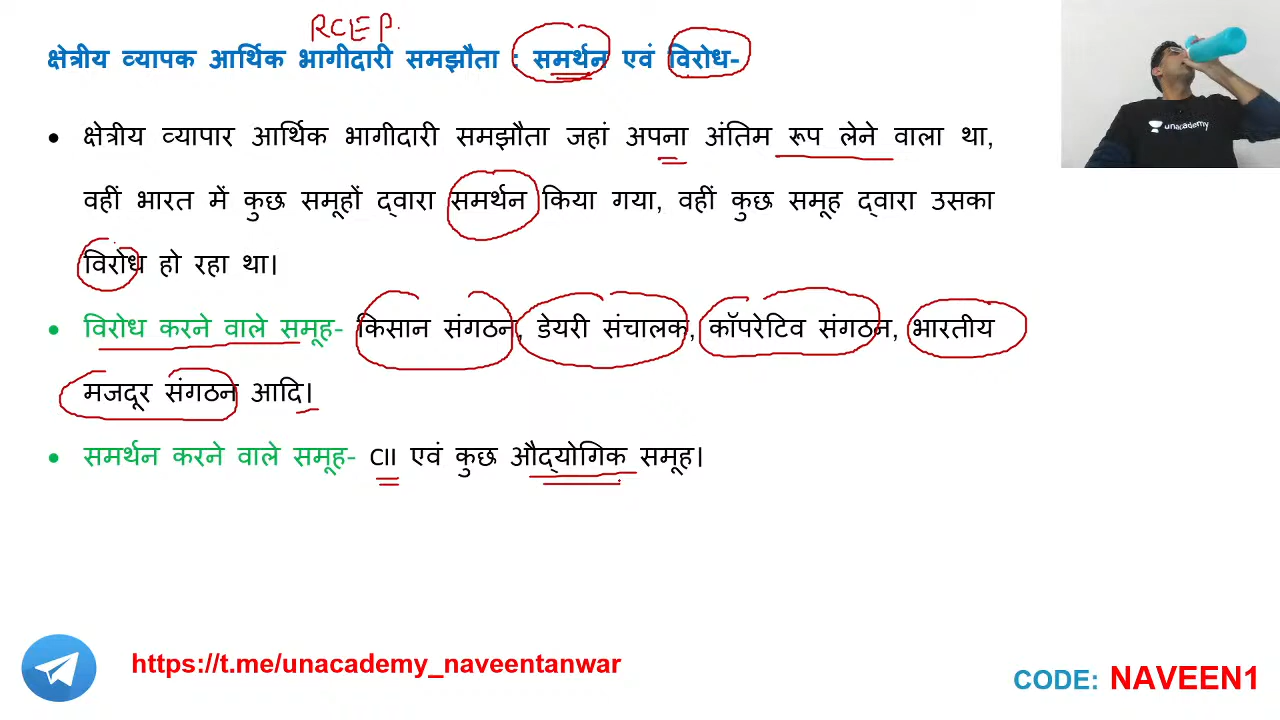 RCEP.
क्षेत्रीय व्यापक आर्थिक भागीदारी समझौता : समर्थन एवं विरोध-
• क्षेत्रीय व्यापार आर्थिक भागीदारी समझौता जहां अपना अंतिम रूप लेने वाला था,
वहीं भारत में कुछ समूहों द्वारा समर्थन किया गया, वहीं कुछ समूह द्वारा उसका
विरोध हो रहा था।
• विरोध करने वाले समूह- किसान संगठन, डेयरी संचालक, कॉपरेटिव संगठन, भारतीय
मजदूर संगठन आदि।
• समर्थन करने वाले समूह- CII एवं कुछ औद्योगिक समूह।
unacademy
https://t.me/unacademy_naveentanwar
CODE: NAVEEN1